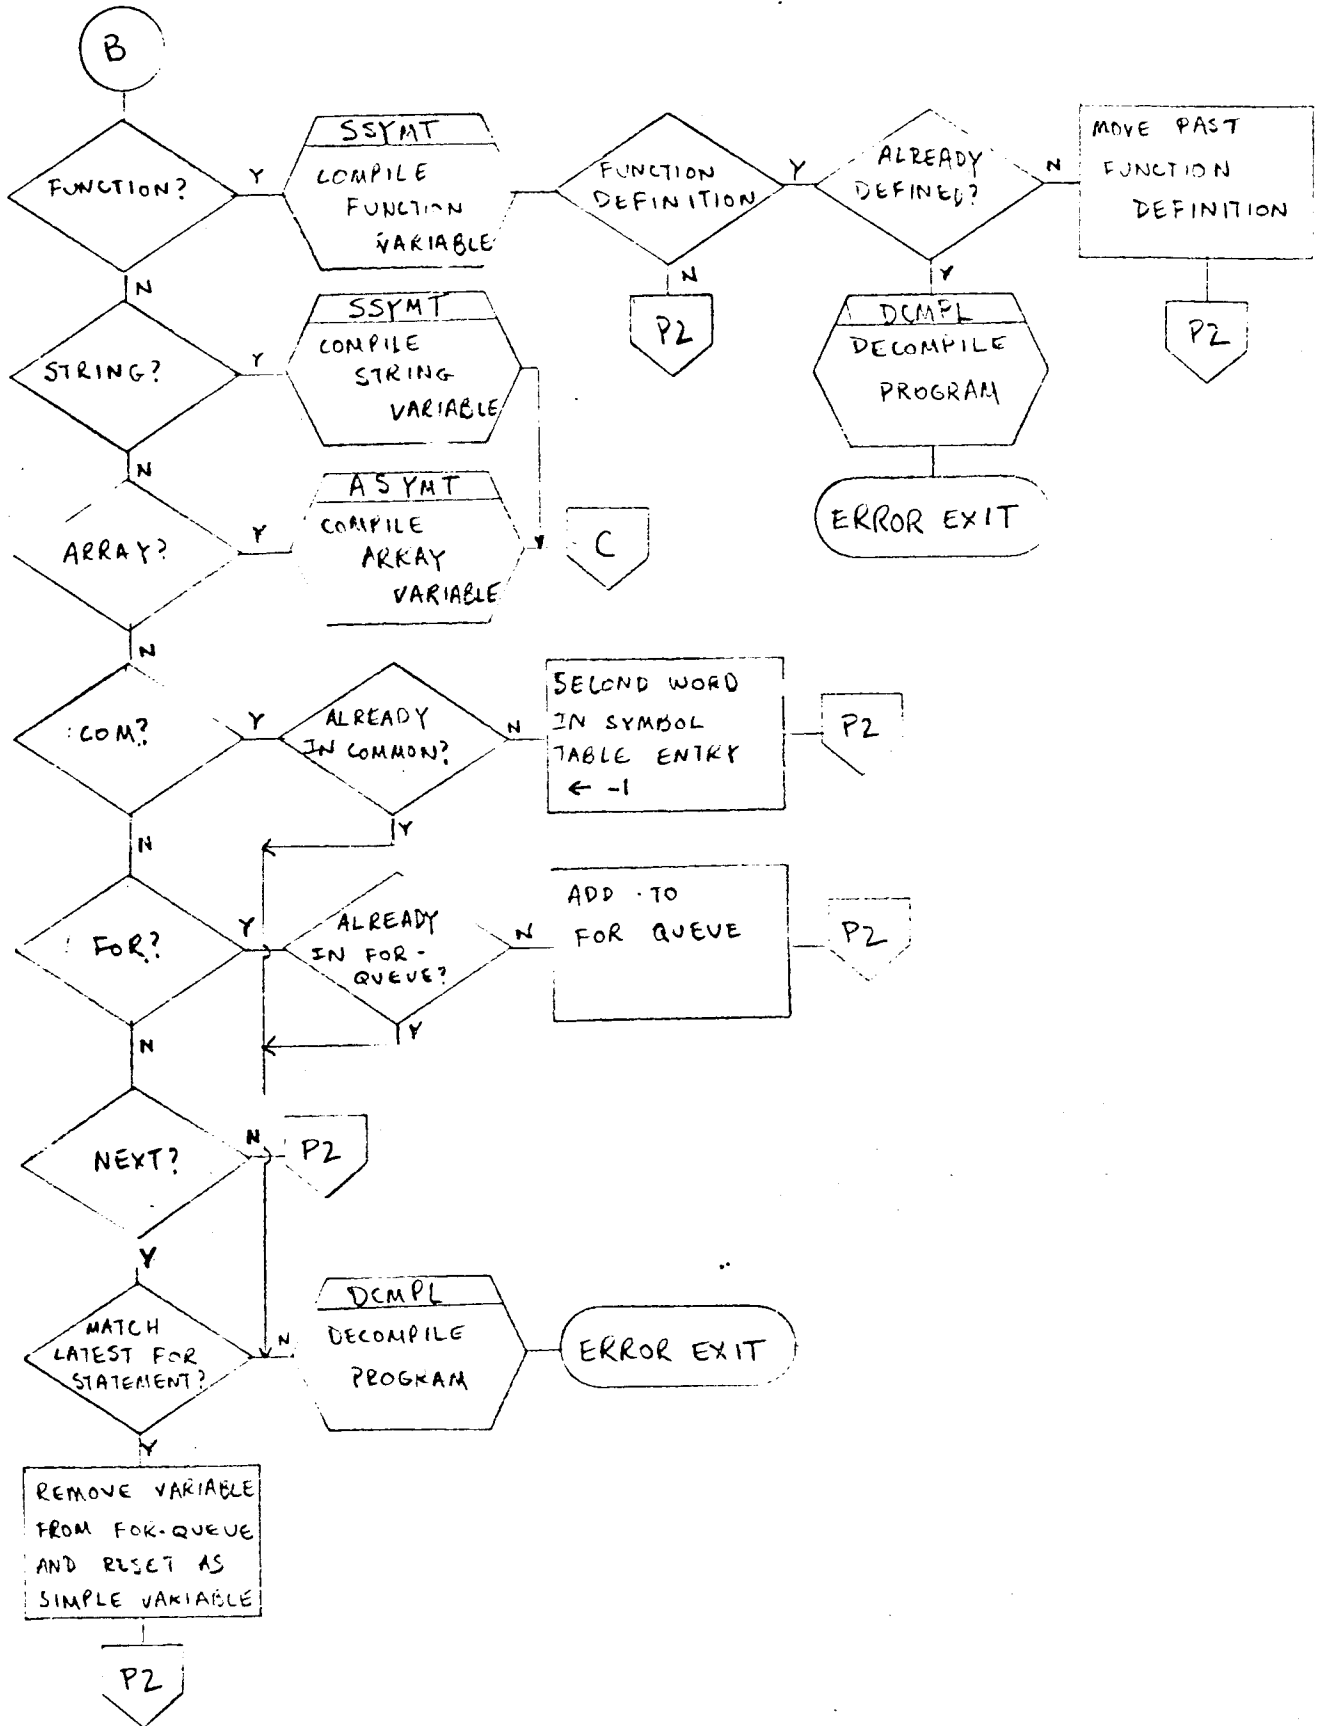 B
FUNCTION?
Y
SSYMT
COMPILE
FUNCTION
VARIABLE
FUNCTION
DEFINITION
Y
ALREADY
DEFINED?
N
MOVE PAST
FUNCTION
DEFINITION
N
N
Y
P2
P2
STRING?
Y
SSYMT
COMPILE
STRING
VARIABLE
DCMPL
DECOMPILE
PROGRAM
ERROR EXIT
N
ARRAY?
Y
ASYMT
COMPILE
ARRAY
VARIABLE
C
N
COM?
Y
ALREADY
IN COMMON?
N
SECOND WORD
IN SYMBOL
TABLE ENTRY
← -1
P2
Y
N
FOR?
Y
ALREADY
IN FOR-
QUEUE?
N
ADD TO
FOR QUEUE
P2
Y
N
NEXT?
N
P2
Y
MATCH
LATEST FOR
STATEMENT?
N
DCMPL
DECOMPILE
PROGRAM
ERROR EXIT
Y
REMOVE VARIABLE
FROM FOR-QUEUE
AND RESET AS
SIMPLE VARIABLE
P2